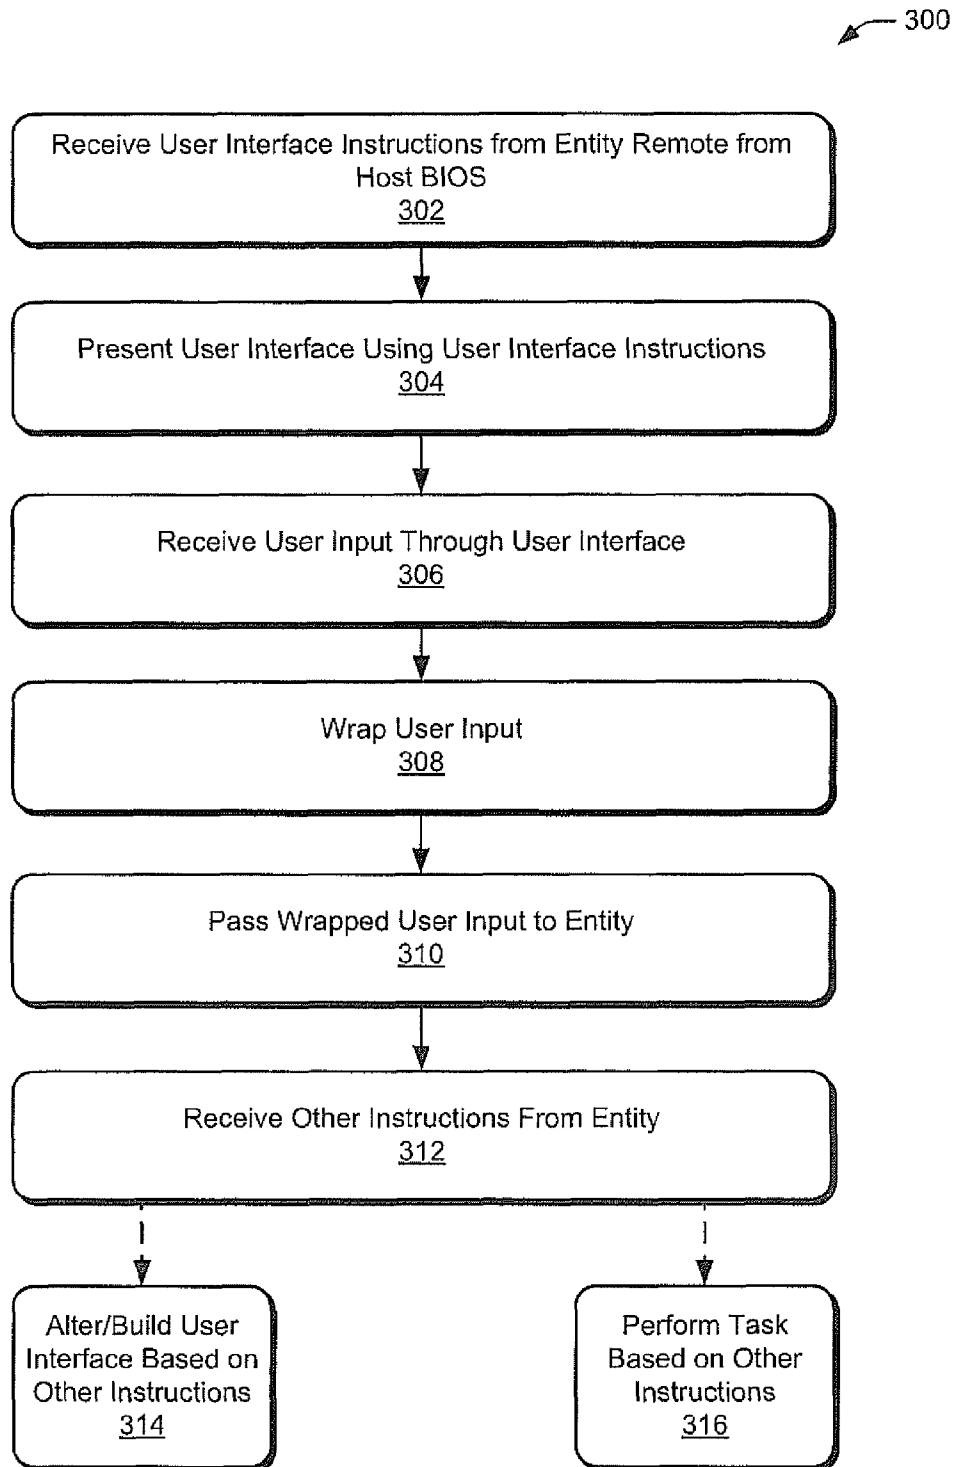 300
Receive User Interface Instructions from Entity Remote from
Host BIOS
302
Present User Interface Using User Interface Instructions
304
Receive User Input Through User Interface
306
Wrap User Input
308
Pass Wrapped User Input to Entity
310
Receive Other Instructions From Entity
312
Alter/Build User
Interface Based on
Other Instructions
314
Perform Task
Based on Other
Instructions
316